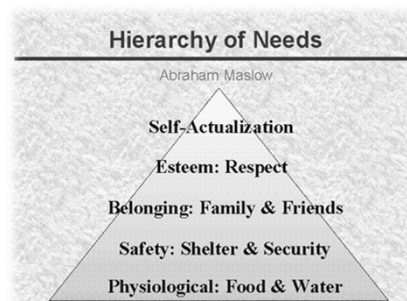 Hierarchy of Needs
Abraham Maslow
Self-Actualization
Esteem: Respect
Belonging: Family & Friends
Safety: Shelter & Security
Physiological: Food & Water